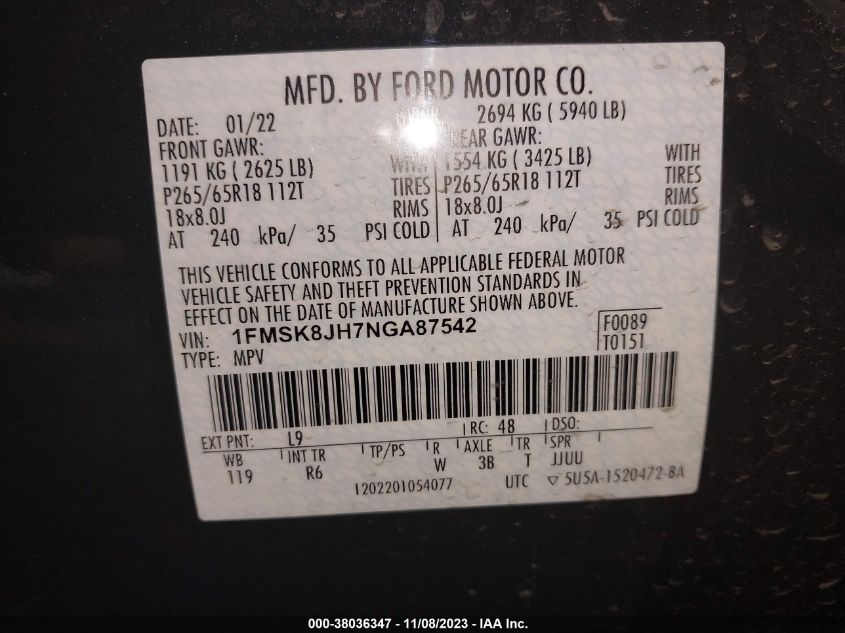 MFD. BY FORD MOTOR CO.
DATE: 01/22 2694 KG ( 5940 LB)
FRONT GAWR: REAR GAWR:
1191 KG ( 2625 LB) WITH 1554 KG ( 3425 LB) WITH
P265/65R18 112T TIRES P265/65R18 112T TIRES
18x8.0J RIMS 18x8.0J RIMS
AT 240 kPa/ 35 PSI COLD AT 240 kPa/ 35 PSI COLD
THIS VEHICLE CONFORMS TO ALL APPLICABLE FEDERAL MOTOR
VEHICLE SAFETY AND THEFT PREVENTION STANDARDS IN
EFFECT ON THE DATE OF MANUFACTURE SHOWN ABOVE.
VIN: 1FMSK8JH7NGA87542 F0089
TYPE: MPV T0151
EXT PNT: L9 RC: 48 DSO:
WB INT TR TP/PS R AXLE TR SPR
119 R6 W 3B T JJUU
1202201054077 UTC ▽ 5U5A-1520472-BA
000-38036347 - 11/08/2023 - IAA Inc.